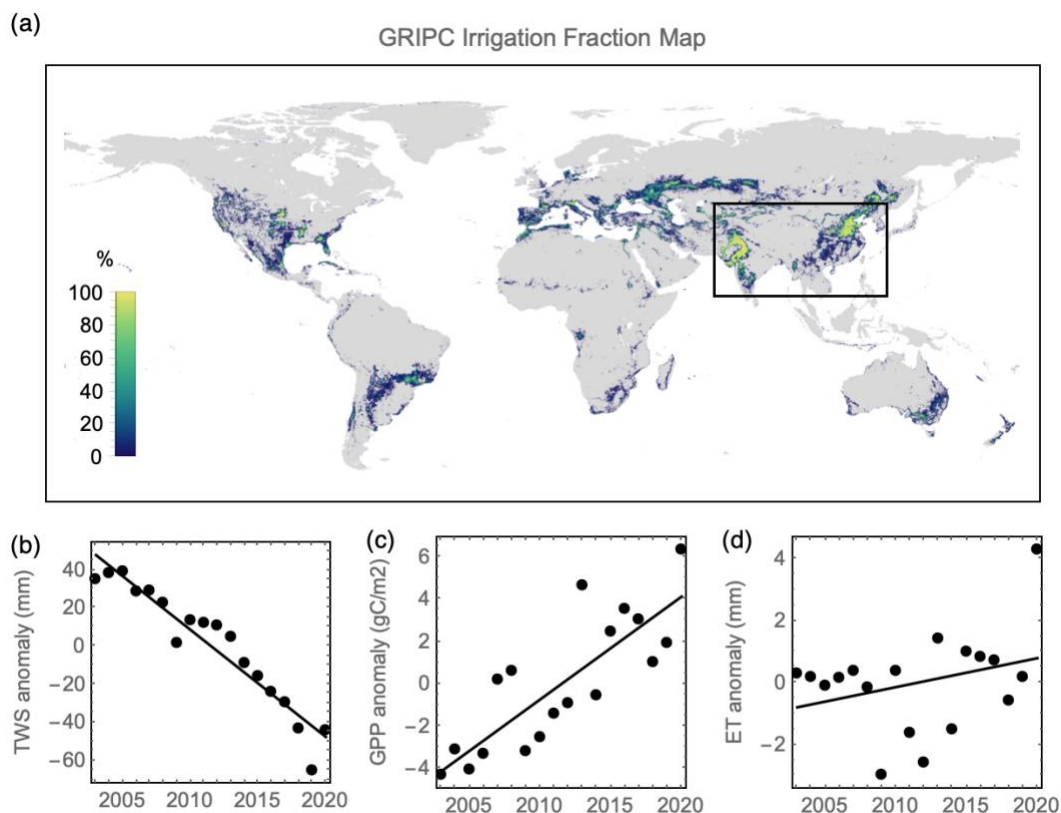 (a)
GRIPC Irrigation Fraction Map
%
100
80
60
40
20
0
(b)
TWS anomaly (mm)
40
20
0
−20
−40
−60
2005 2010 2015 2020
(c)
GPP anomaly (gC/m2)
6
4
2
0
−2
−4
2005 2010 2015 2020
(d)
ET anomaly (mm)
4
2
0
−2
2005 2010 2015 2020